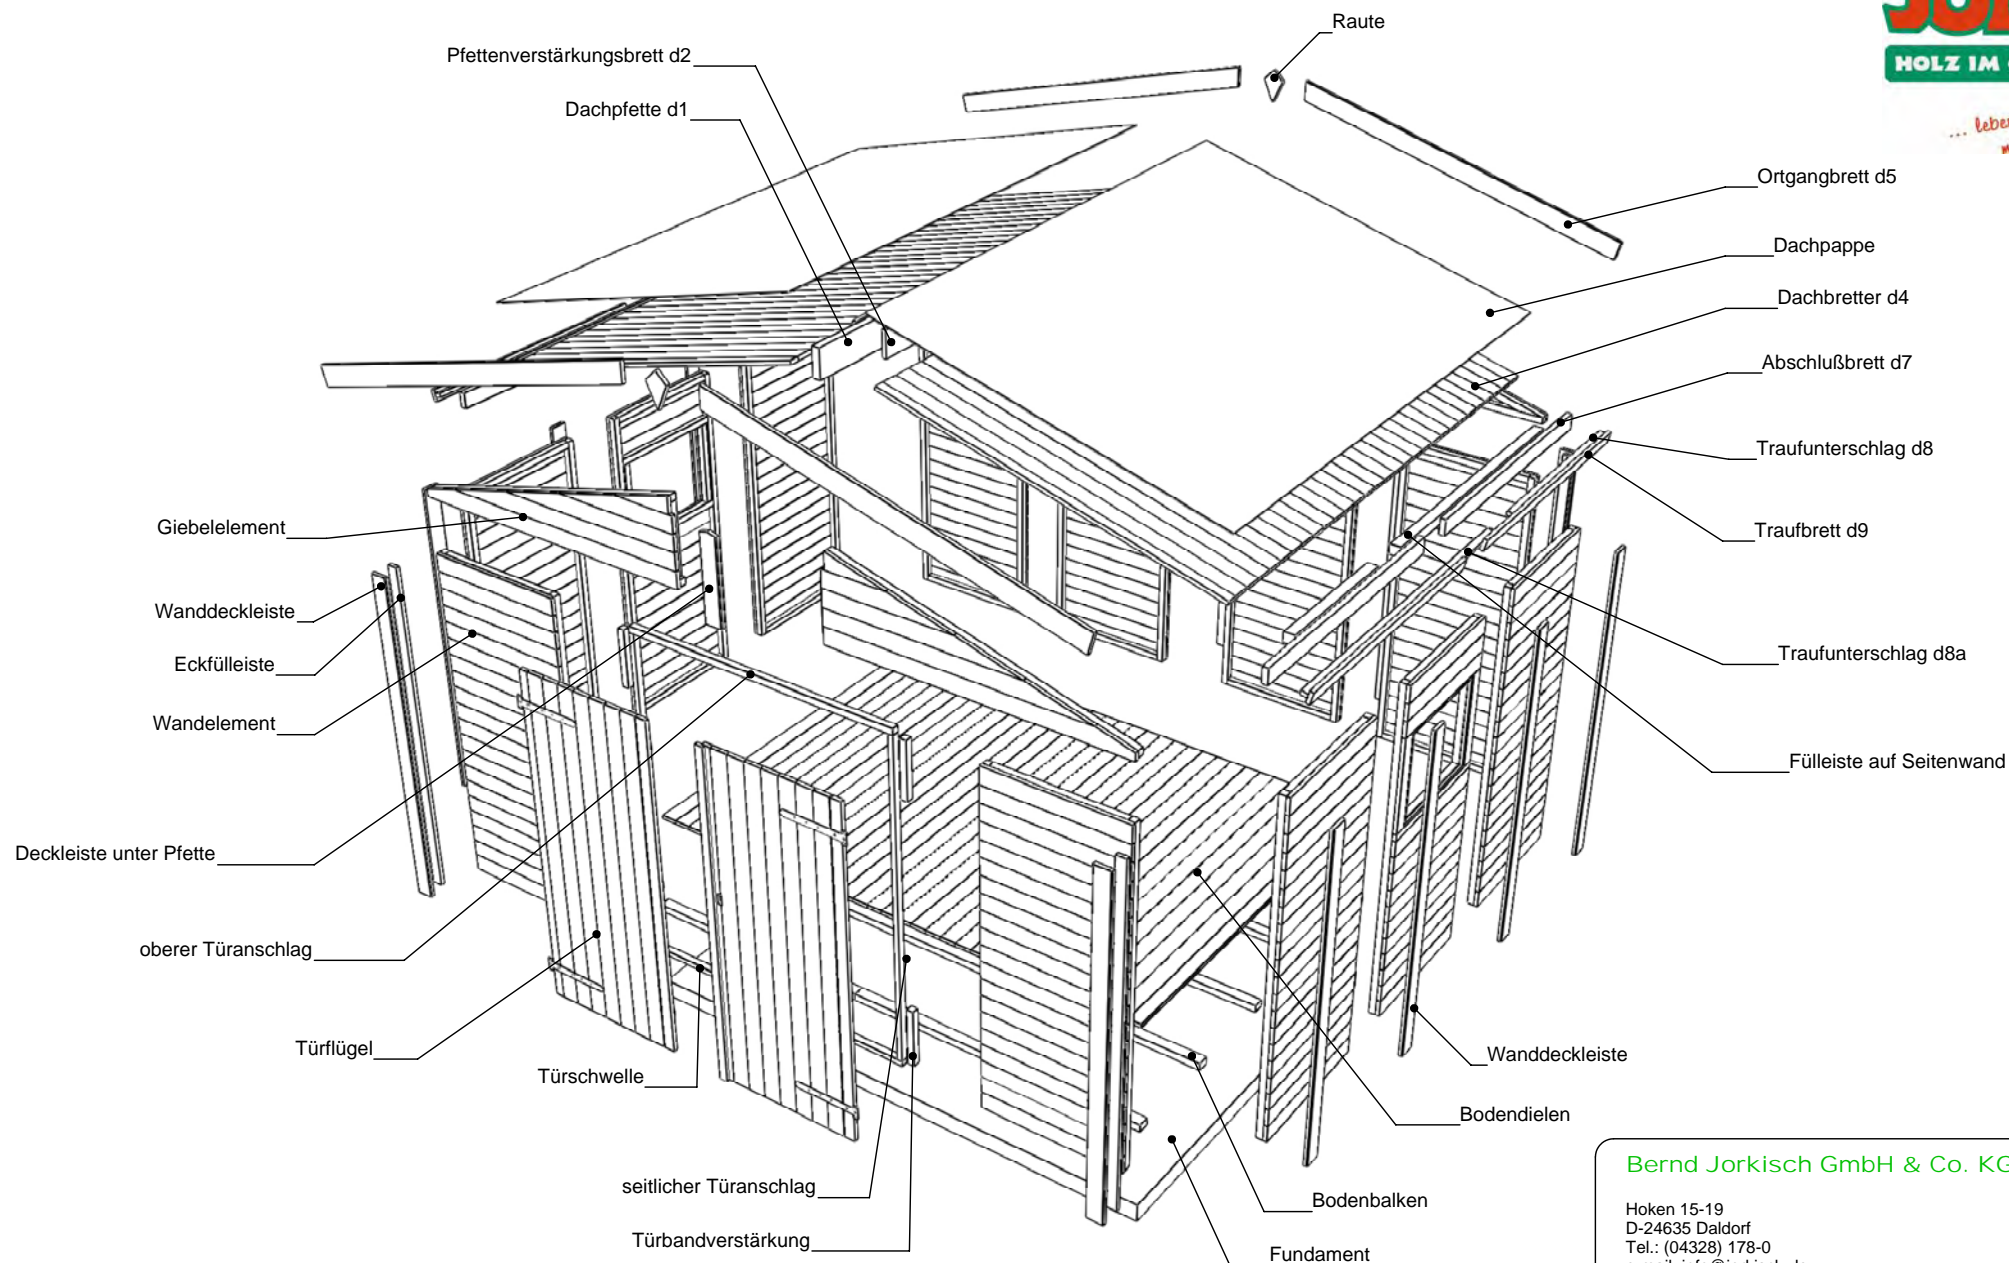 Raute
Pfettenverstärkungsbrett d2
Dachpfette d1
HOLZ IM
... leben
Ortgangbrett d5
Dachpappe
Dachbretter d4
Abschlußbrett d7
Traufunterschlag d8
Traufbrett d9
Giebelelement
Wanddeckleiste
Eckfülleiste
Wandelement
Traufunterschlag d8a
Fülleiste auf Seitenwand
Deckleiste unter Pfette
oberer Türanschlag
Türflügel
Türschwelle
Wanddeckleiste
Bodendielen
seitlicher Türanschlag
Bodenbalken
Türbandverstärkung
Fundament
Bernd Jorkisch GmbH & Co. KG
Hoken 15-19
D-24635 Daldorf
Tel.: (04328) 178-0